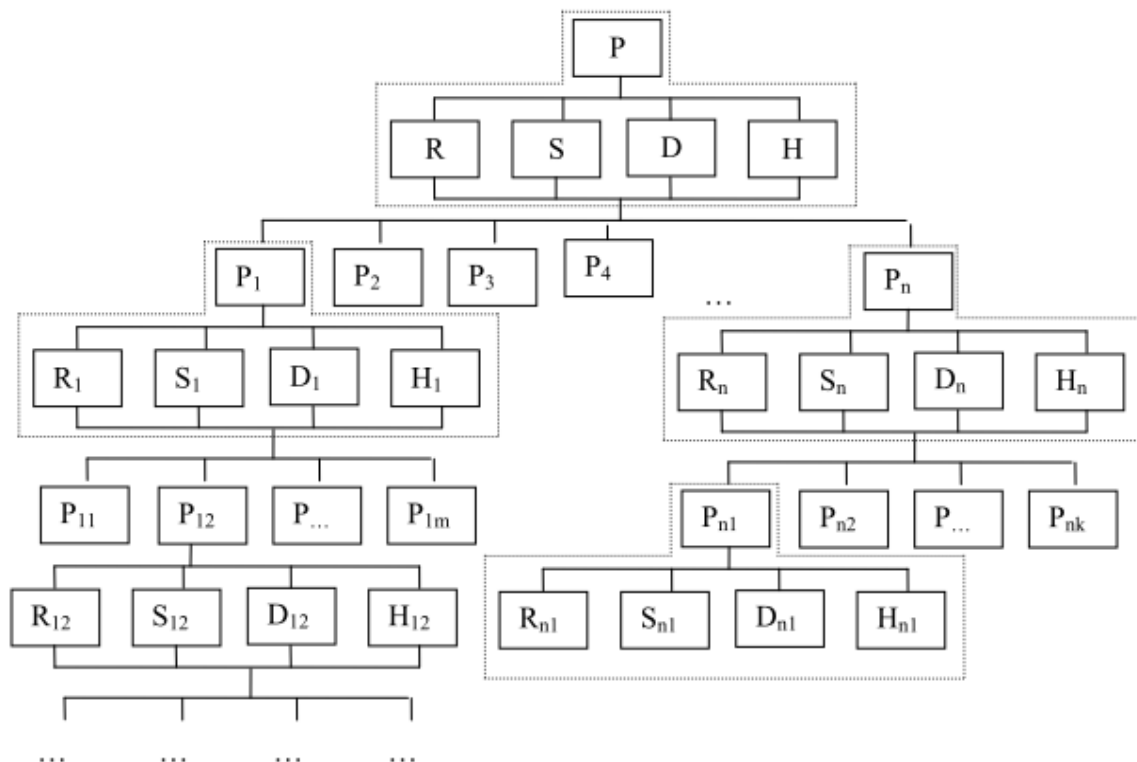 P
R S D H
P₁ P₂ P₃ P₄ … Pₙ
R₁ S₁ D₁ H₁ Rₙ Sₙ Dₙ Hₙ
P₁₁ P₁₂ P… P₁ₘ Pₙ₁ Pₙ₂ P… Pₙₖ
R₁₂ S₁₂ D₁₂ H₁₂ Rₙ₁ Sₙ₁ Dₙ₁ Hₙ₁
… … … …